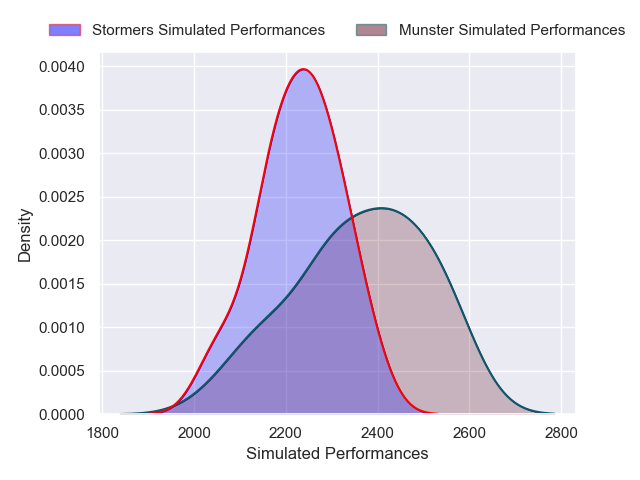 Stormers Simulated Performances Munster Simulated Performances
0.0040
0.0035
0.0030
0.0025
0.0020
0.0015
0.0010
0.0005
0.0000
Density
1800 2000 2200 2400 2600 2800
Simulated Performances